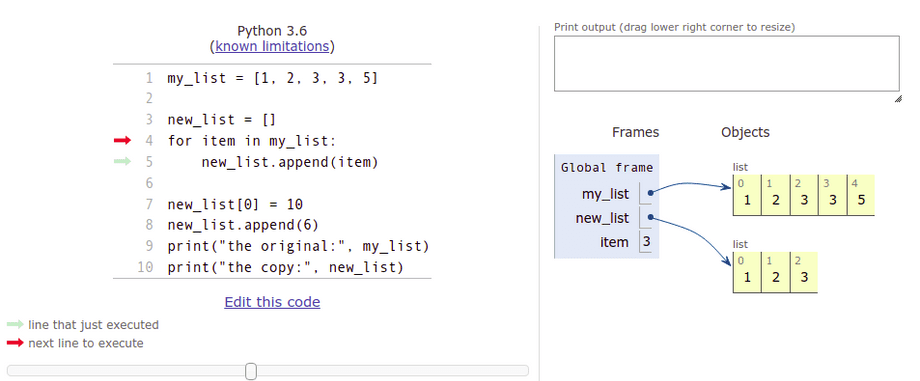 Python 3.6
(known limitations)
1 my_list = [1, 2, 3, 3, 5]
2
3 new_list = []
4 for item in my_list:
5     new_list.append(item)
6
7 new_list[0] = 10
8 new_list.append(6)
9 print("the original:", my_list)
10 print("the copy:", new_list)
Edit this code
line that just executed
next line to execute
Print output (drag lower right corner to resize)
Frames Objects
Global frame
my_list
new_list
item 3
list
0 1 2 3 4
1 2 3 3 5
list
0 1 2
1 2 3